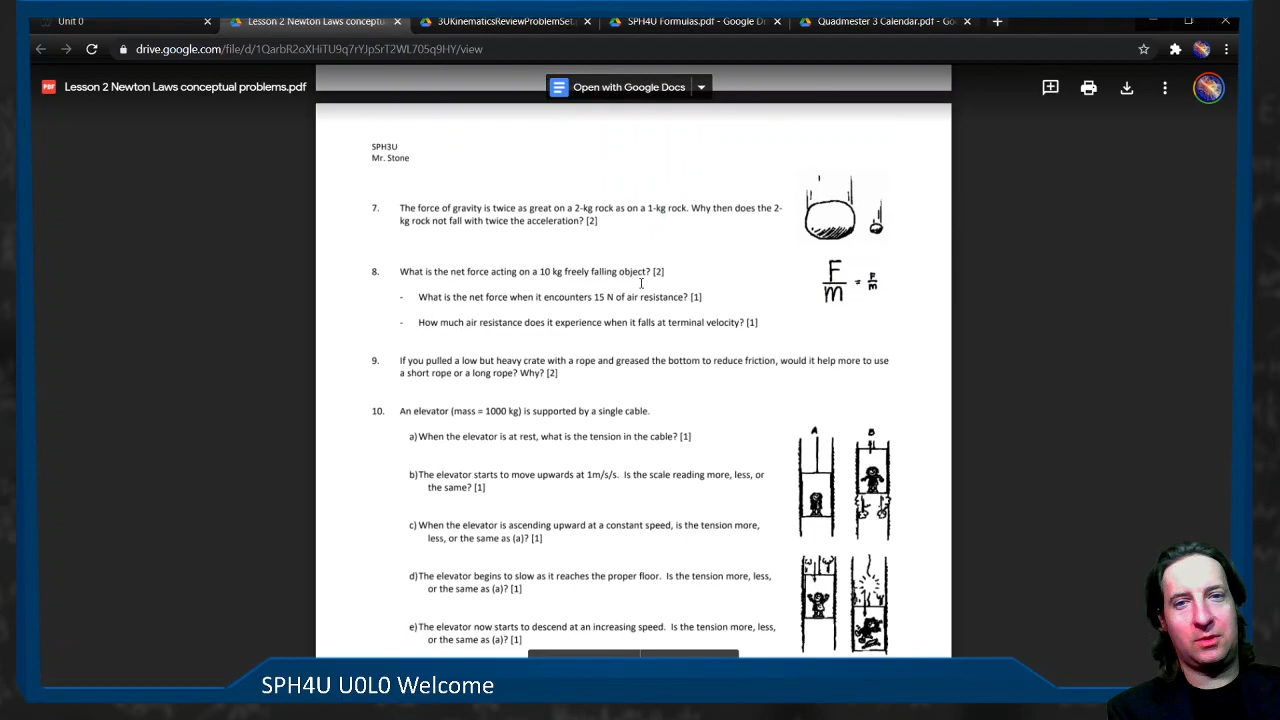 Unit 0
Lesson 2 Newton Laws conceptu
3UKinematicsReviewProblemSet.
SPH4U Formulas.pdf - Google Dr
Quadmester 3 Calendar.pdf - Go
drive.google.com/file/d/1QarbR2oXHiTU9q7rYJpSrT2WL705q9HY/view
PDF Lesson 2 Newton Laws conceptual problems.pdf
Open with Google Docs
SPH3U
Mr. Stone
7. The force of gravity is twice as great on a 2-kg rock as on a 1-kg rock. Why then does the 2-
kg rock not fall with twice the acceleration? [2]
F/m = F/m
8. What is the net force acting on a 10 kg freely falling object? [2]
- What is the net force when it encounters 15 N of air resistance? [1]
- How much air resistance does it experience when it falls at terminal velocity? [1]
9. If you pulled a low but heavy crate with a rope and greased the bottom to reduce friction, would it help more to use
a short rope or a long rope? Why? [2]
10. An elevator (mass = 1000 kg) is supported by a single cable.
A B
a) When the elevator is at rest, what is the tension in the cable? [1]
b) The elevator starts to move upwards at 1m/s/s. Is the scale reading more, less, or
the same? [1]
c) When the elevator is ascending upward at a constant speed, is the tension more,
less, or the same as (a)? [1]
d) The elevator begins to slow as it reaches the proper floor. Is the tension more, less,
or the same as (a)? [1]
e) The elevator now starts to descend at an increasing speed. Is the tension more, less,
or the same as (a)? [1]
SPH4U U0L0 Welcome